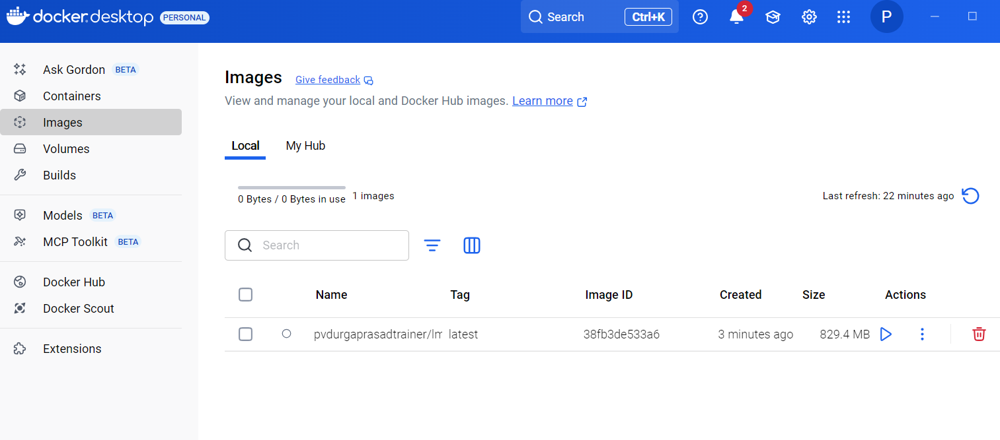 docker.desktop PERSONAL
Search Ctrl+K
2
P
Ask Gordon BETA
Containers
Images
Volumes
Builds
Models BETA
MCP Toolkit BETA
Docker Hub
Docker Scout
Extensions
Images Give feedback
View and manage your local and Docker Hub images. Learn more
Local My Hub
0 Bytes / 0 Bytes in use 1 images
Last refresh: 22 minutes ago
Search
Name Tag Image ID Created Size Actions
pvdurgaprasadtrainer/lm latest 38fb3de533a6 3 minutes ago 829.4 MB